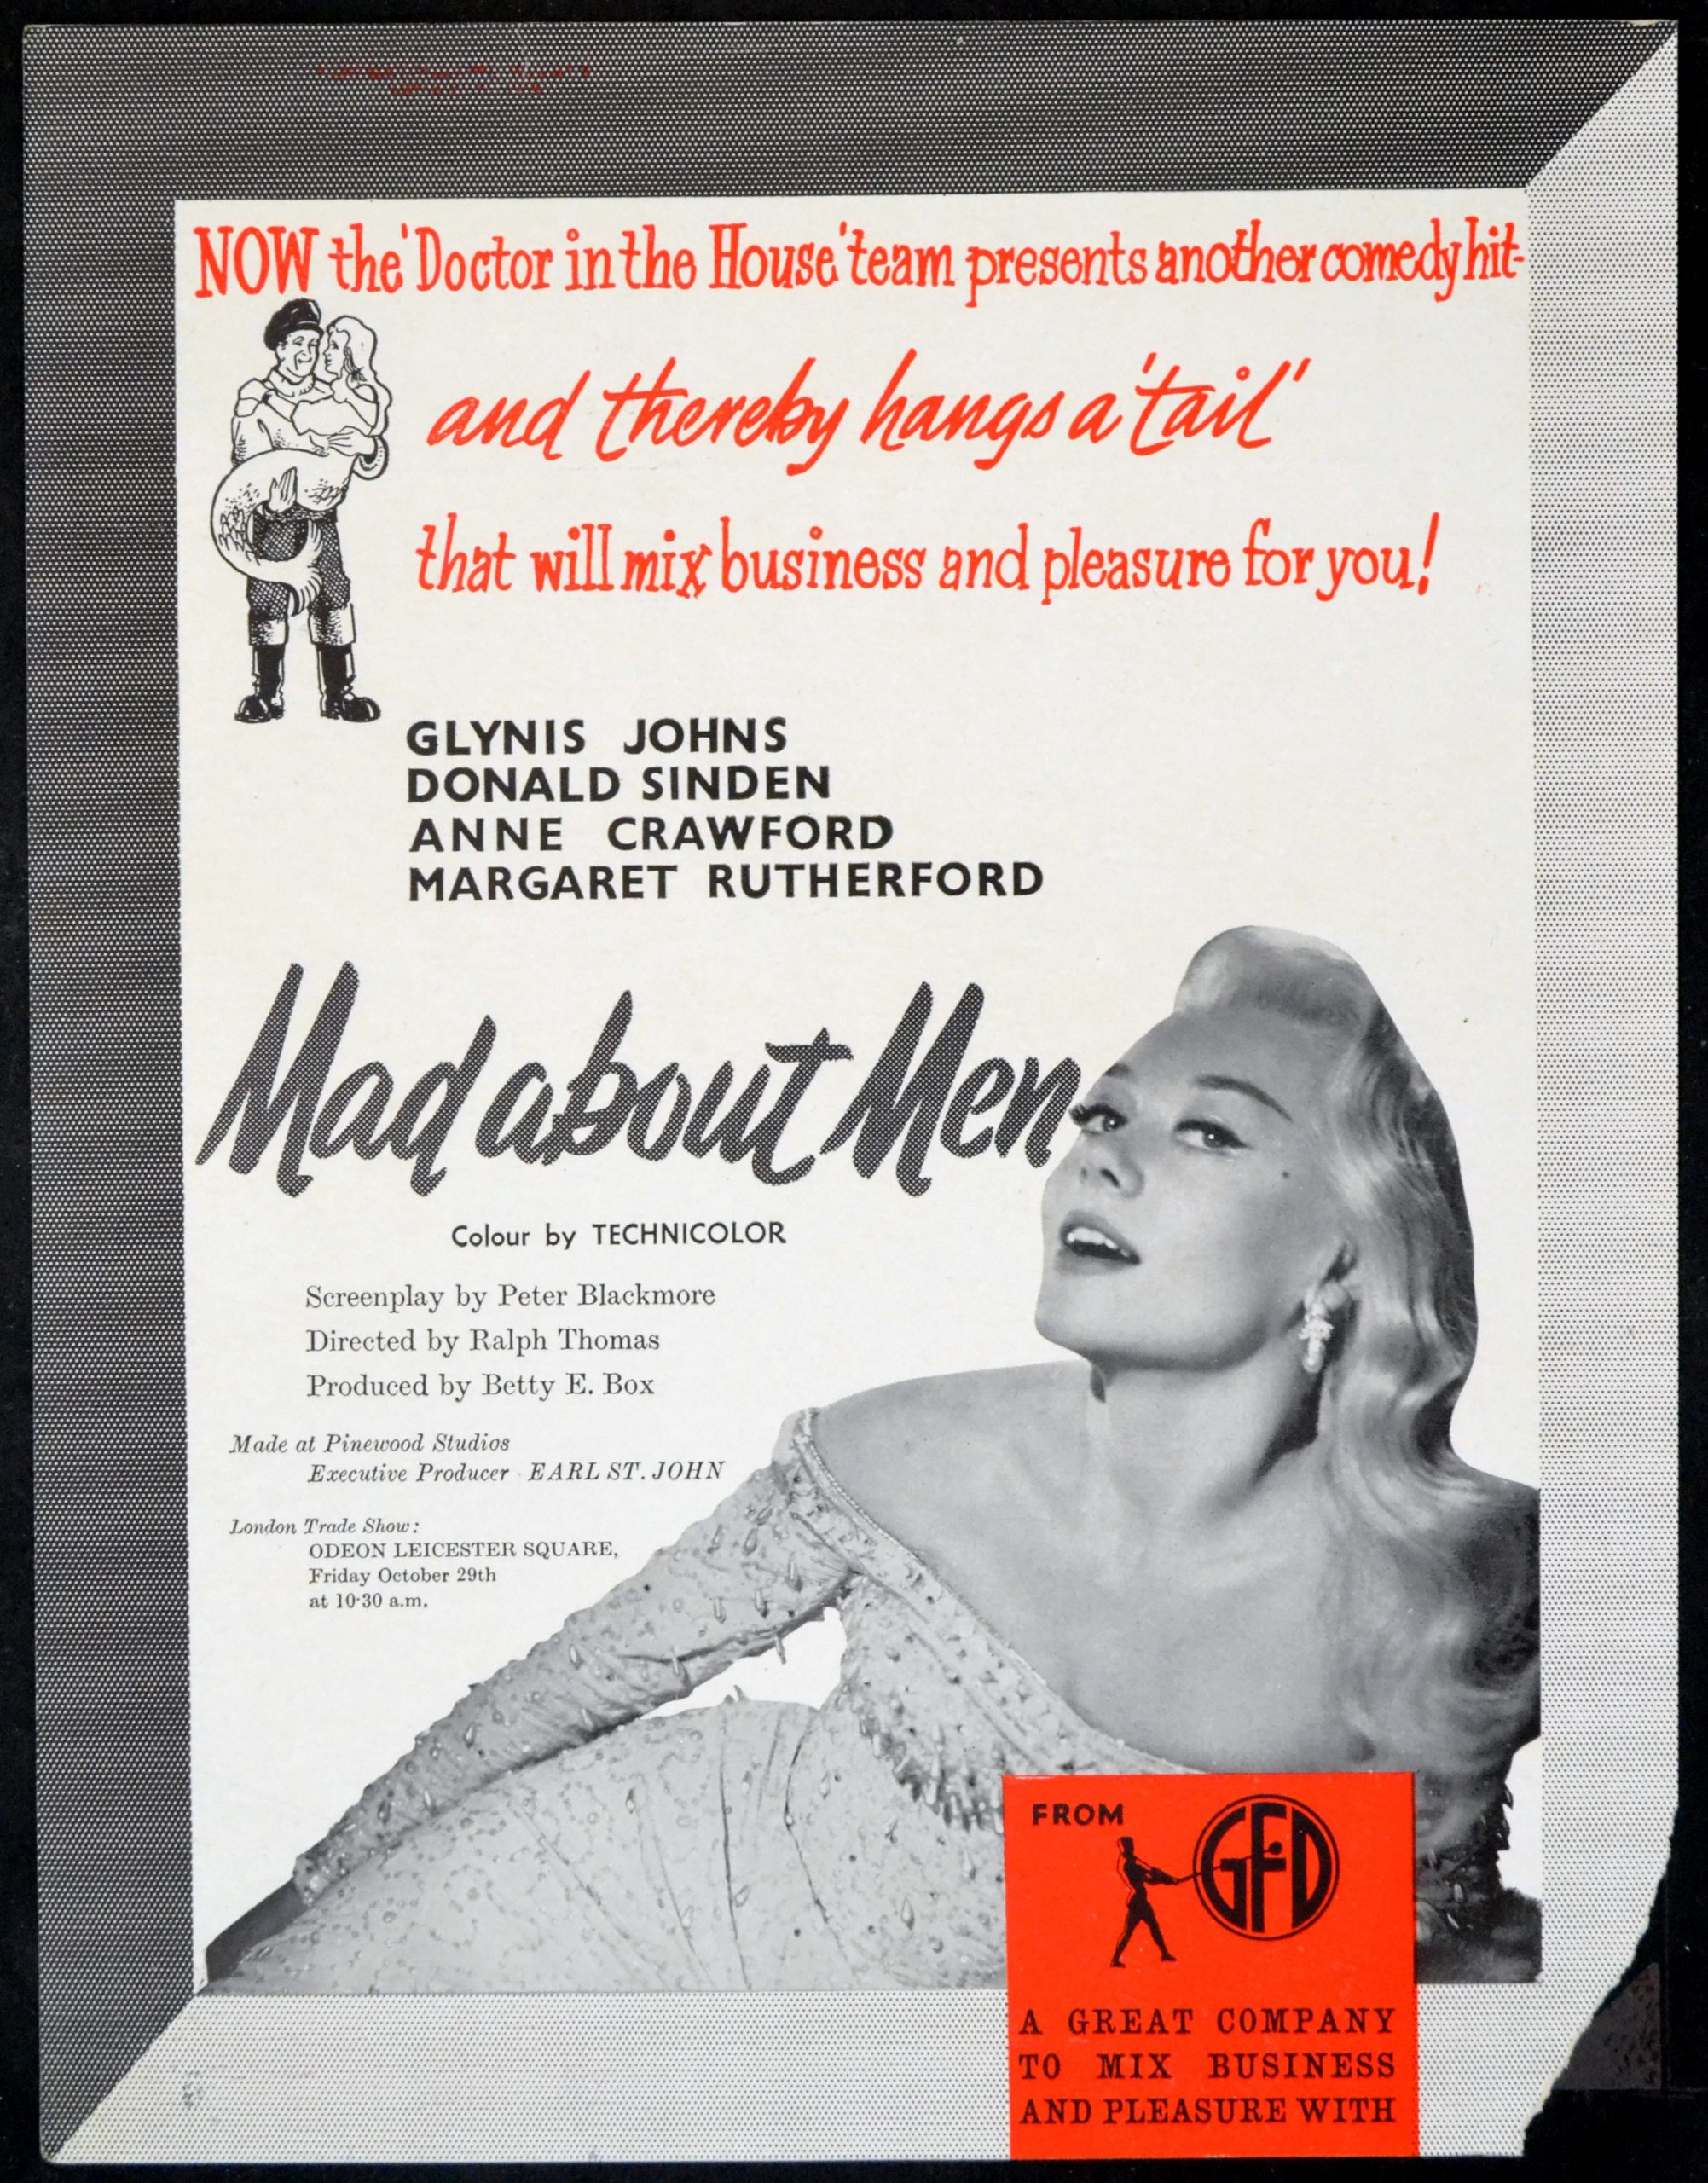 NOW the 'Doctor in the House' team presents another comedy hit-
and thereby hangs a 'tail'
that will mix business and pleasure for you!
GLYNIS JOHNS
DONALD SINDEN
ANNE CRAWFORD
MARGARET RUTHERFORD
Mad about Men
Colour by TECHNICOLOR
Screenplay by Peter Blackmore
Directed by Ralph Thomas
Produced by Betty E. Box
Made at Pinewood Studios
Executive Producer EARL ST. JOHN
London Trade Show:
ODEON LEICESTER SQUARE,
Friday October 29th
at 10·30 a.m.
FROM
GFD
A GREAT COMPANY
TO MIX BUSINESS
AND PLEASURE WITH